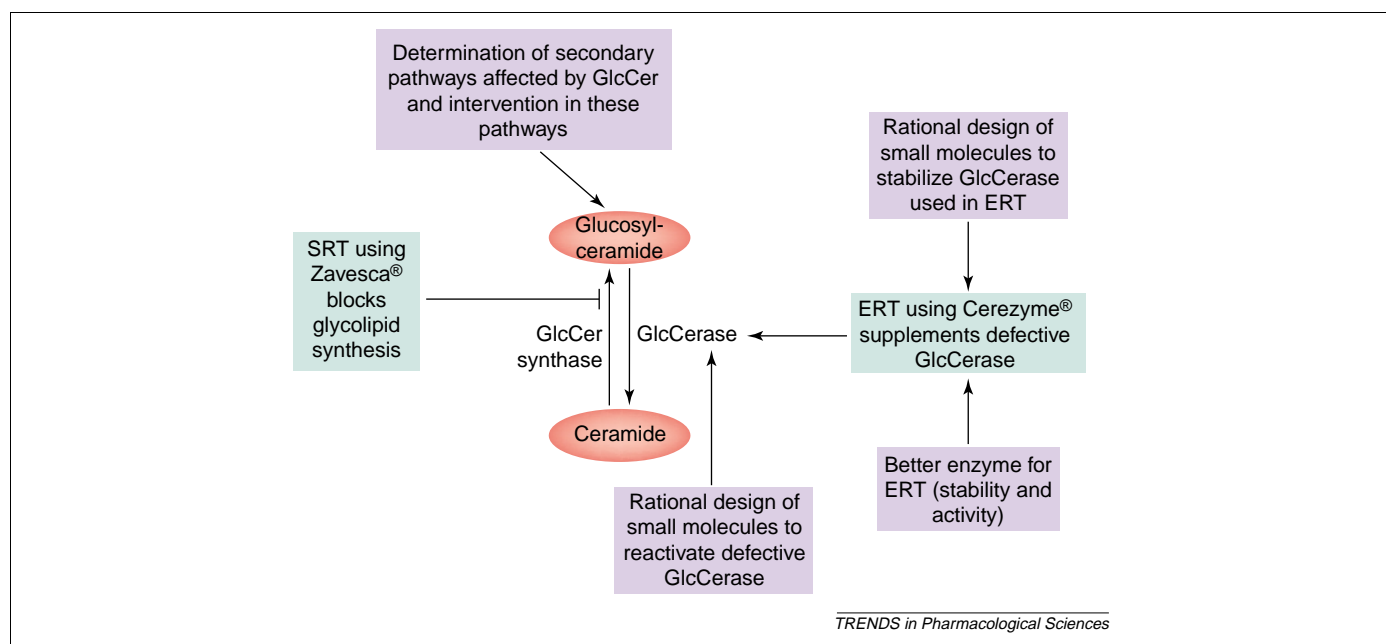 Determination of secondary
pathways affected by GlcCer
and intervention in these
pathways
Rational design of
small molecules to
stabilize GlcCerase
used in ERT
Glucosyl-
ceramide
SRT using
Zavesca®
blocks
glycolipid
synthesis
GlcCer
synthase
GlcCerase
ERT using Cerezyme®
supplements defective
GlcCerase
Ceramide
Better enzyme for
ERT (stability and
activity)
Rational design of
small molecules to
reactivate defective
GlcCerase
TRENDS in Pharmacological Sciences